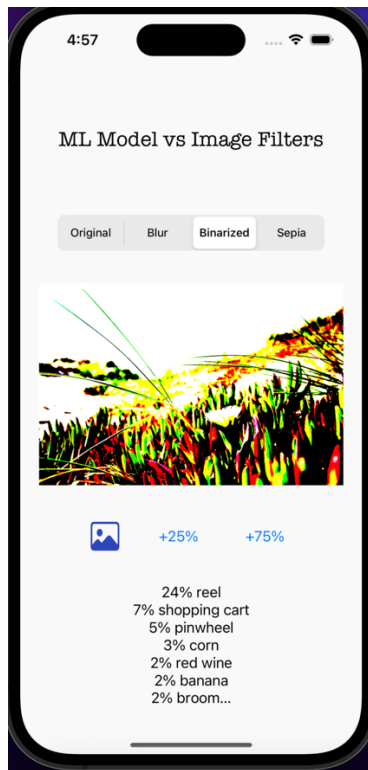 4:57
ML Model vs Image Filters
Original Blur Binarized Sepia
+25% +75%
24% reel
7% shopping cart
5% pinwheel
3% corn
2% red wine
2% banana
2% broom...